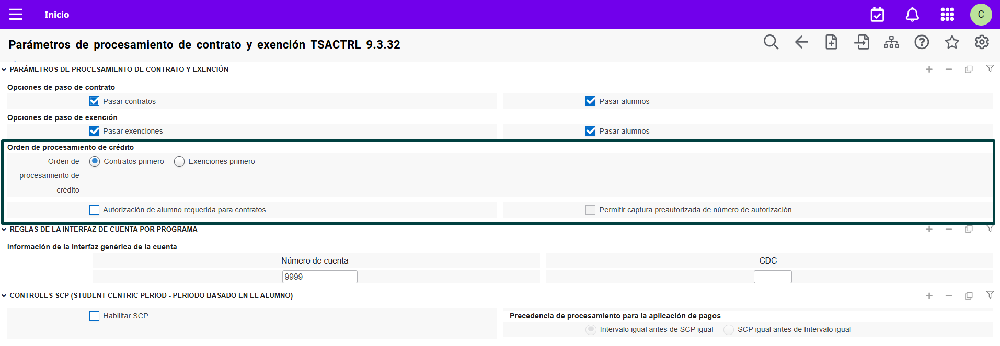 Inicio
C
Parámetros de procesamiento de contrato y exención TSACTRL 9.3.32
PARÁMETROS DE PROCESAMIENTO DE CONTRATO Y EXENCIÓN
Opciones de paso de contrato
Pasar contratos
Pasar alumnos
Opciones de paso de exención
Pasar exenciones
Pasar alumnos
Orden de procesamiento de crédito
Orden de
procesamiento de
crédito
Contratos primero
Exenciones primero
Autorización de alumno requerida para contratos
Permitir captura preautorizada de número de autorización
REGLAS DE LA INTERFAZ DE CUENTA POR PROGRAMA
Información de la interfaz genérica de la cuenta
Número de cuenta
CDC
9999
CONTROLES SCP (STUDENT CENTRIC PERIOD - PERIODO BASADO EN EL ALUMNO)
Habilitar SCP
Precedencia de procesamiento para la aplicación de pagos
Intervalo igual antes de SCP igual
SCP igual antes de Intervalo igual